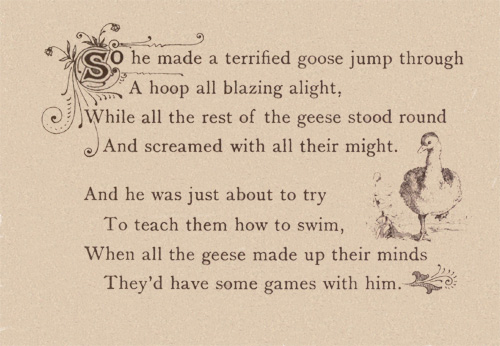 So he made a terrified goose jump through
A hoop all blazing alight,
While all the rest of the geese stood round
And screamed with all their might.
And he was just about to try
To teach them how to swim,
When all the geese made up their minds
They'd have some games with him.